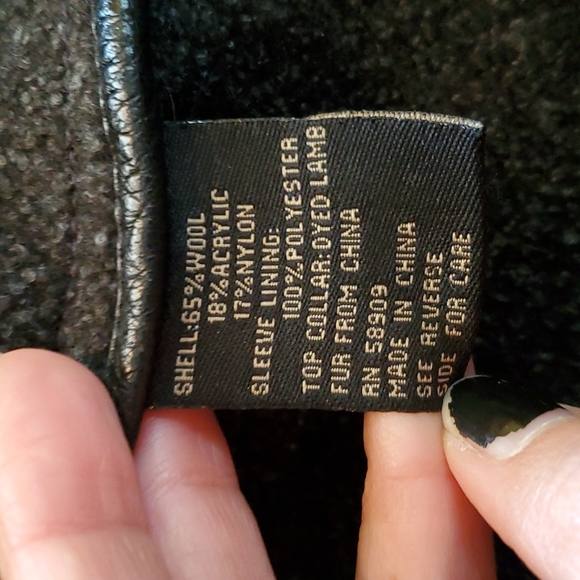 SHELL:65%WOOL
18%ACRYLIC
17%NYLON
SLEEVE LINING:
100%POLYESTER
TOP COLLAR-DYED LAMB
FUR FROM CHINA
RN 58909
MADE IN CHINA
SEE REVERSE
SIDE FOR CARE